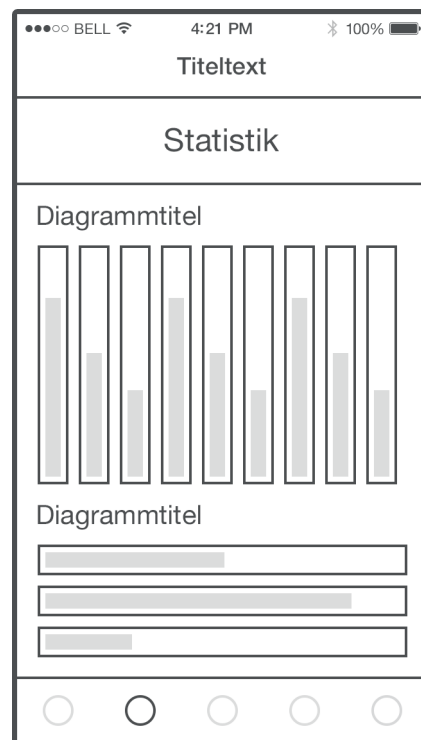 BELL 4:21 PM 100%
Titeltext
Statistik
Diagrammtitel
Diagrammtitel